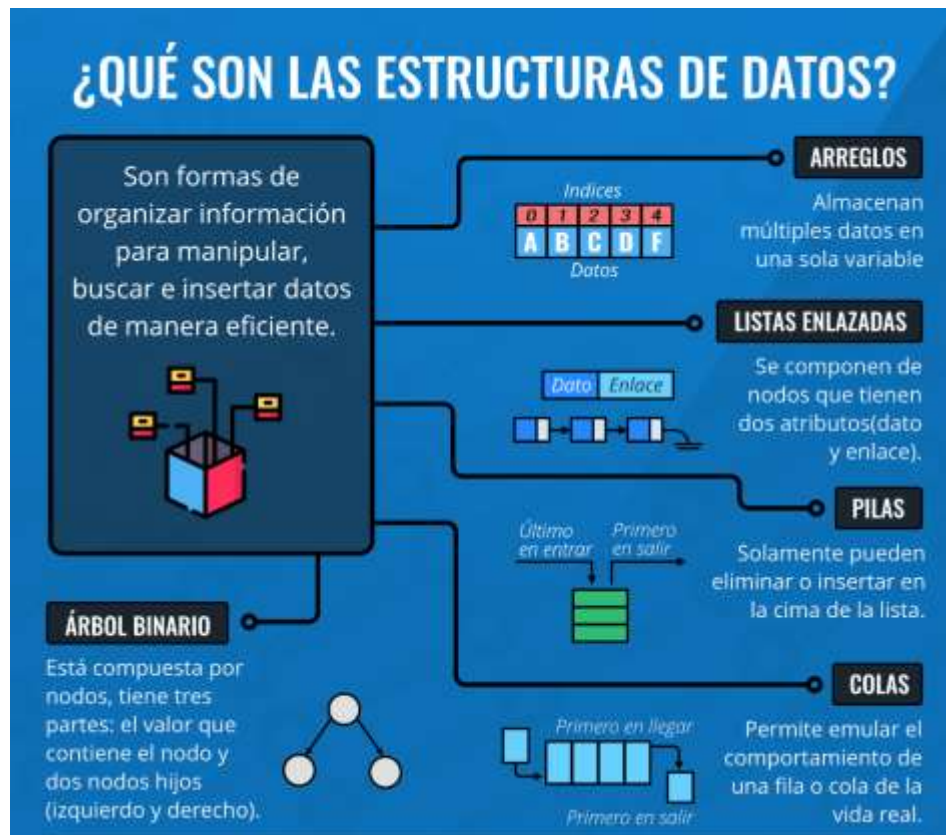 ¿QUÉ SON LAS ESTRUCTURAS DE DATOS?
Son formas de
organizar información
para manipular,
buscar e insertar datos
de manera eficiente.
ARREGLOS
Indices
0 1 2 3 4
A B C D F
Datos
Almacenan
múltiples datos en
una sola variable
LISTAS ENLAZADAS
Dato Enlace
Se componen de
nodos que tienen
dos atributos(dato
y enlace).
PILAS
Último
en entrar
Primero
en salir
Solamente pueden
eliminar o insertar en
la cima de la lista.
ÁRBOL BINARIO
Está compuesta por
nodos, tiene tres
partes: el valor que
contiene el nodo y
dos nodos hijos
(izquierdo y derecho).
COLAS
Primero en llegar
Primero en salir
Permite emular el
comportamiento de
una fila o cola de la
vida real.